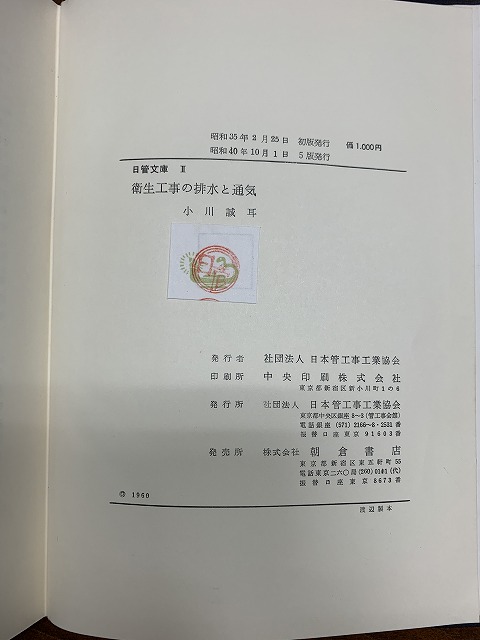 昭和35年2月25日 初版発行 価1.000円
昭和40年10月1日 5版発行
日管文庫 Ⅱ
衛生工事の排水と通気
小川誠耳
発行者 社団法人 日本管工事工業協会
印刷所 中央印刷株式会社
東京都新宿区新小川町1の6
発行所 社団法人 日本管工事工業協会
東京都中央区銀座8〜3(管工事会館)
電話銀座 (571) 2166〜8・2531番
振替口座東京 91603番
発売所 株式会社 朝倉書店
東京都新宿区東五軒町55
電話東京二六〇局(260)0141(代)
振替口座東京8673番
© 1960
渡辺製本